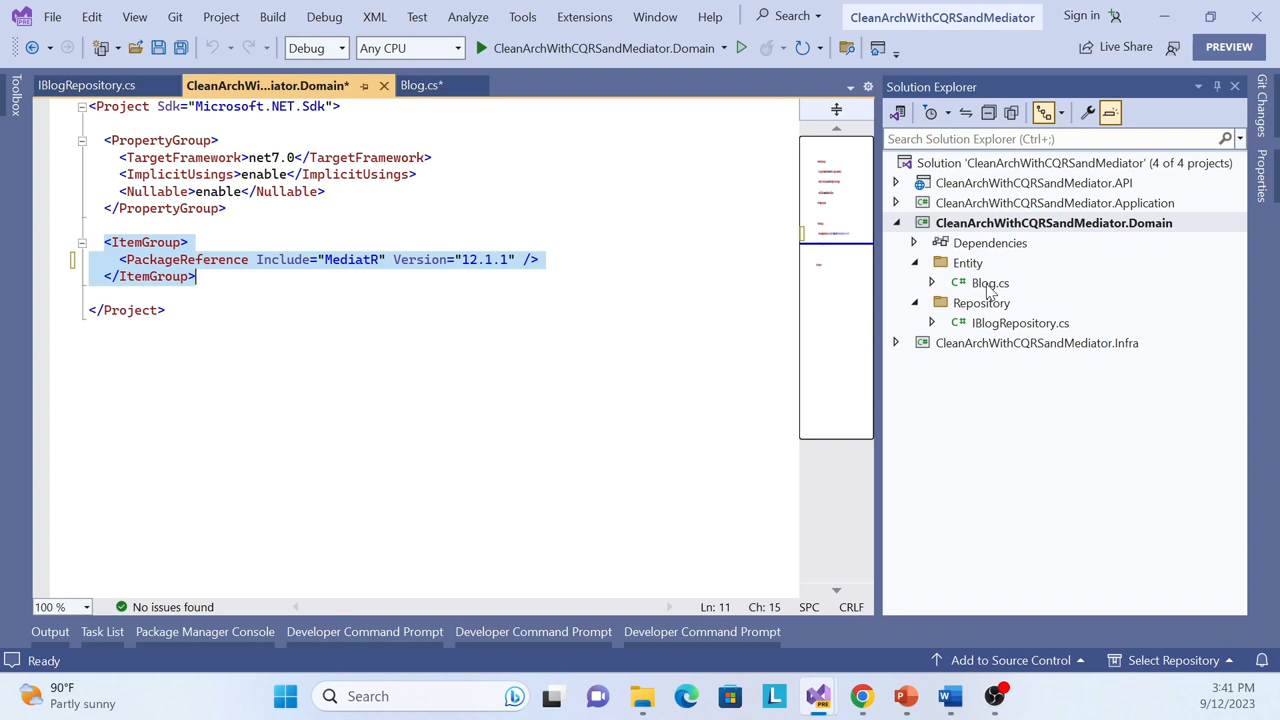 File Edit View Git Project Build Debug XML Test Analyze Tools Extensions Window Help Search CleanArchWithCQRSandMediator Sign in
Debug Any CPU CleanArchWithCQRSandMediator.Domain Live Share PREVIEW
Toolbox
IBlogRepository.cs CleanArchWi...iator.Domain* Blog.cs*
<Project Sdk="Microsoft.NET.Sdk">
<PropertyGroup>
<TargetFramework>net7.0</TargetFramework>
<ImplicitUsings>enable</ImplicitUsings>
<Nullable>enable</Nullable>
</PropertyGroup>
<ItemGroup>
<PackageReference Include="MediatR" Version="12.1.1" />
</ItemGroup>
</Project>
100 % No issues found Ln: 11 Ch: 15 SPC CRLF
Solution Explorer
Search Solution Explorer (Ctrl+;)
Solution 'CleanArchWithCQRSandMediator' (4 of 4 projects)
CleanArchWithCQRSandMediator.API
CleanArchWithCQRSandMediator.Application
CleanArchWithCQRSandMediator.Domain
Dependencies
Entity
C# Blog.cs
Repository
C# IBlogRepository.cs
CleanArchWithCQRSandMediator.Infra
Git Changes
Properties
Output Task List Package Manager Console Developer Command Prompt Developer Command Prompt Developer Command Prompt
Ready Add to Source Control Select Repository
90°F
Partly sunny
Search
3:41 PM
9/12/2023